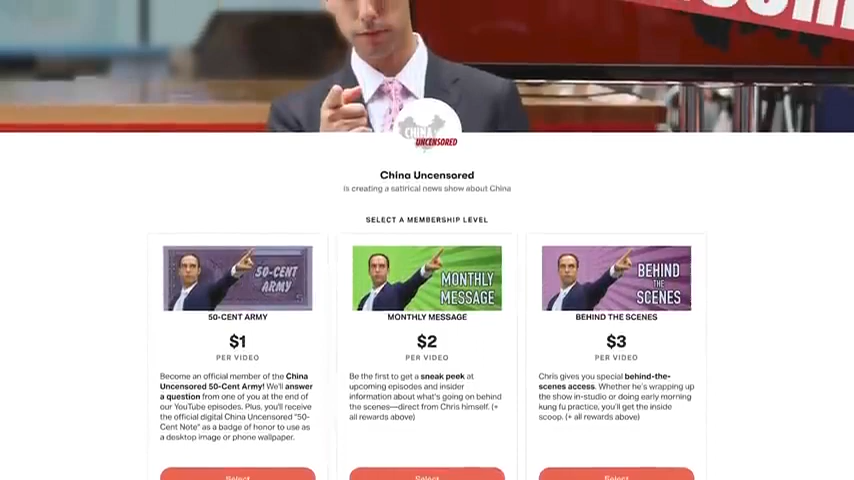 CHINA
UNCENSORED
China Uncensored
is creating a satirical news show about China
SELECT A MEMBERSHIP LEVEL
50-CENT
ARMY
50-CENT ARMY
$1
PER VIDEO
Become an official member of the China
Uncensored 50-Cent Army! We'll answer
a question from one of you at the end of
our YouTube episodes. Plus, you'll receive
the official digital China Uncensored "50-
Cent Note" as a badge of honor to use as
a desktop image or phone wallpaper.
Select
MONTHLY
MESSAGE
MONTHLY MESSAGE
$2
PER VIDEO
Be the first to get a sneak peek at
upcoming episodes and insider
information about what's going on behind
the scenes—direct from Chris himself. (+
all rewards above)
Select
BEHIND
THE
SCENES
BEHIND THE SCENES
$3
PER VIDEO
Chris gives you special behind-the-
scenes access. Whether he's wrapping up
the show in-studio or doing early morning
kung fu practice, you'll get the inside
scoop. (+ all rewards above)
Select